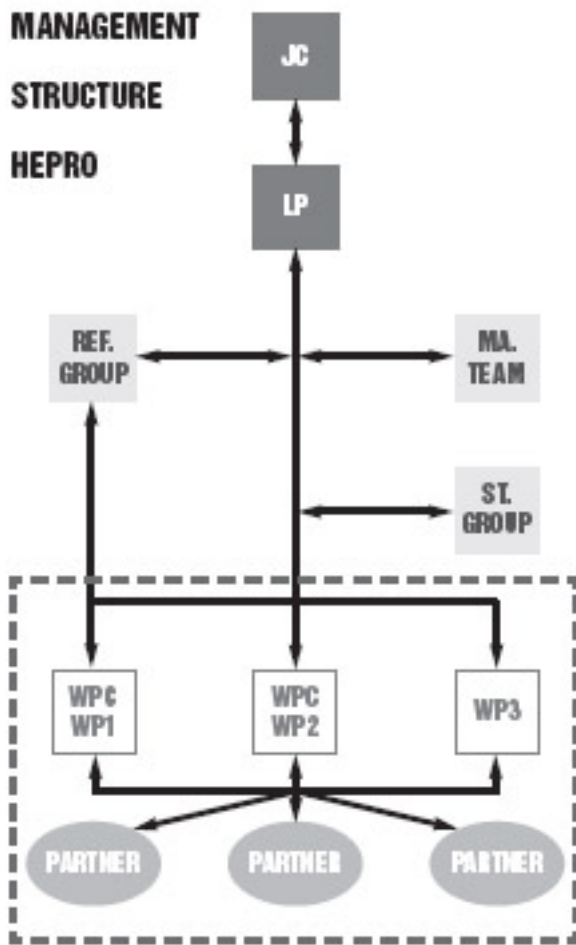 MANAGEMENT
STRUCTURE
HEPRO
JC
LP
REF.
GROUP
MA.
TEAM
ST.
GROUP
WPC
WP1
WPC
WP2
WP3
PARTNER
PARTNER
PARTNER